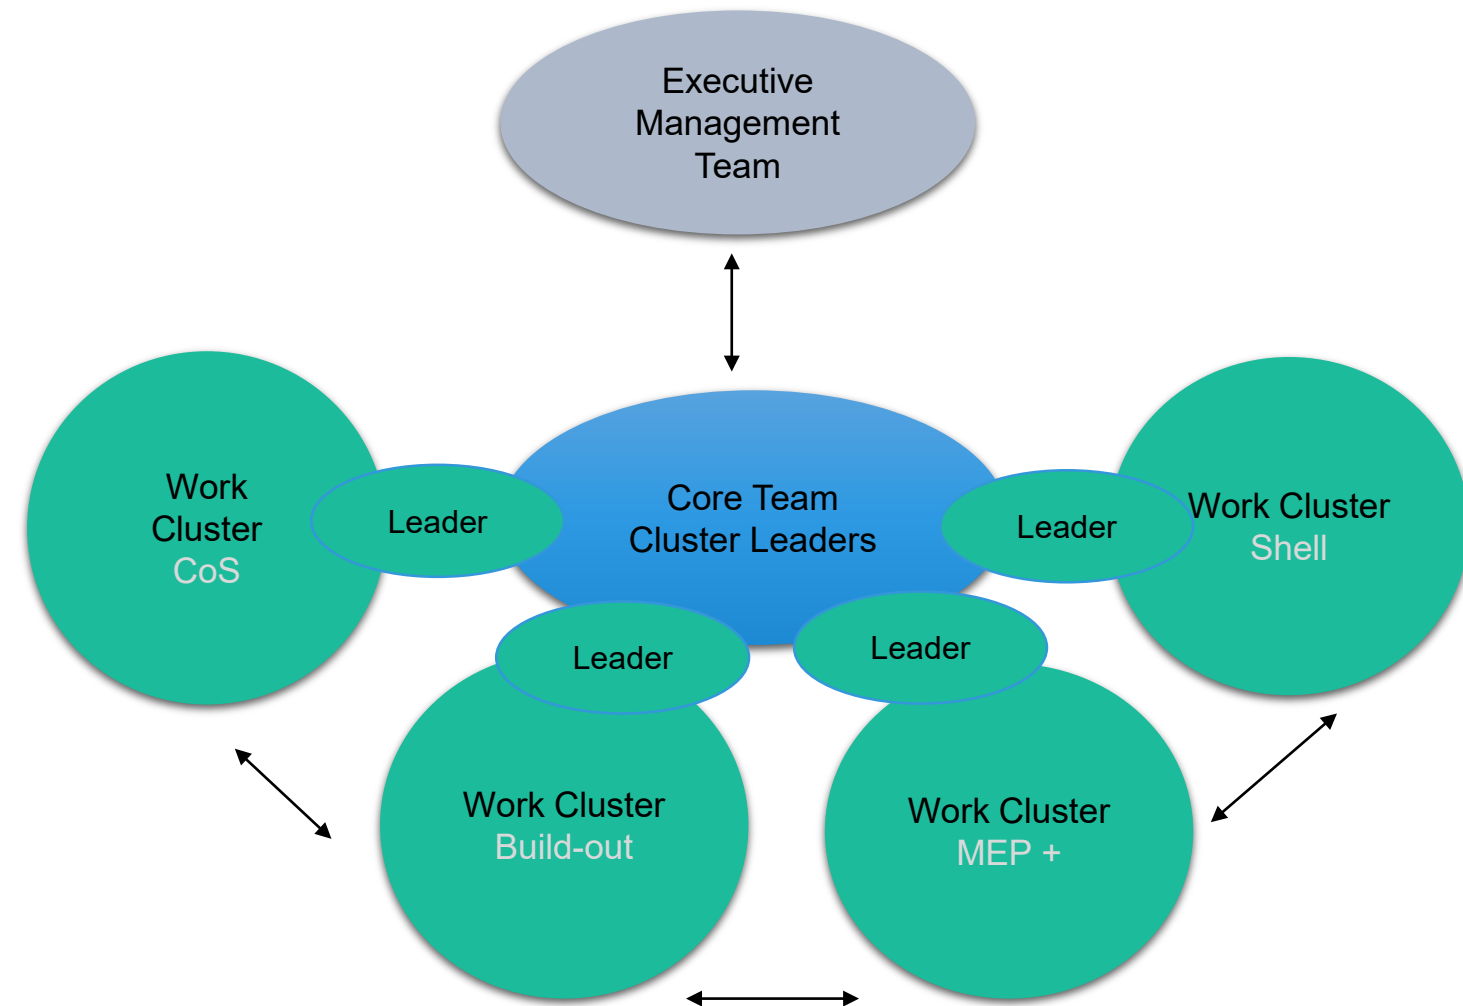 Executive
Management
Team
Work
Cluster
CoS
Leader
Core Team
Cluster Leaders
Leader
Work Cluster
Shell
Leader
Leader
Work Cluster
Build-out
Work Cluster
MEP +